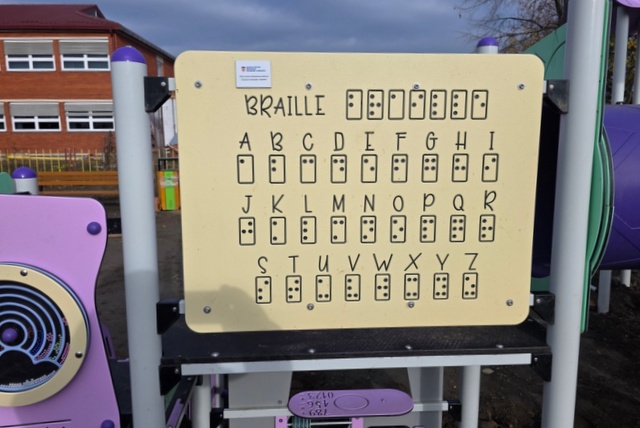 BRAILLE
A B C D E F G H I
J K L M N O P Q R
S T U V W X Y Z